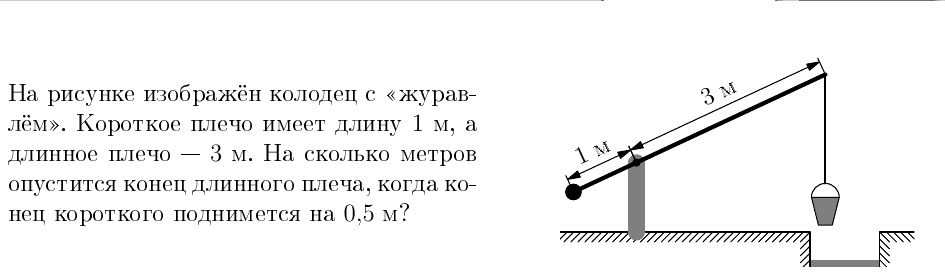 На рисунке изображён колодец с «журав-
лём». Короткое плечо имеет длину 1 м, а
длинное плечо — 3 м. На сколько метров
опустится конец длинного плеча, когда ко-
нец короткого поднимется на 0,5 м?
3 м
1 м